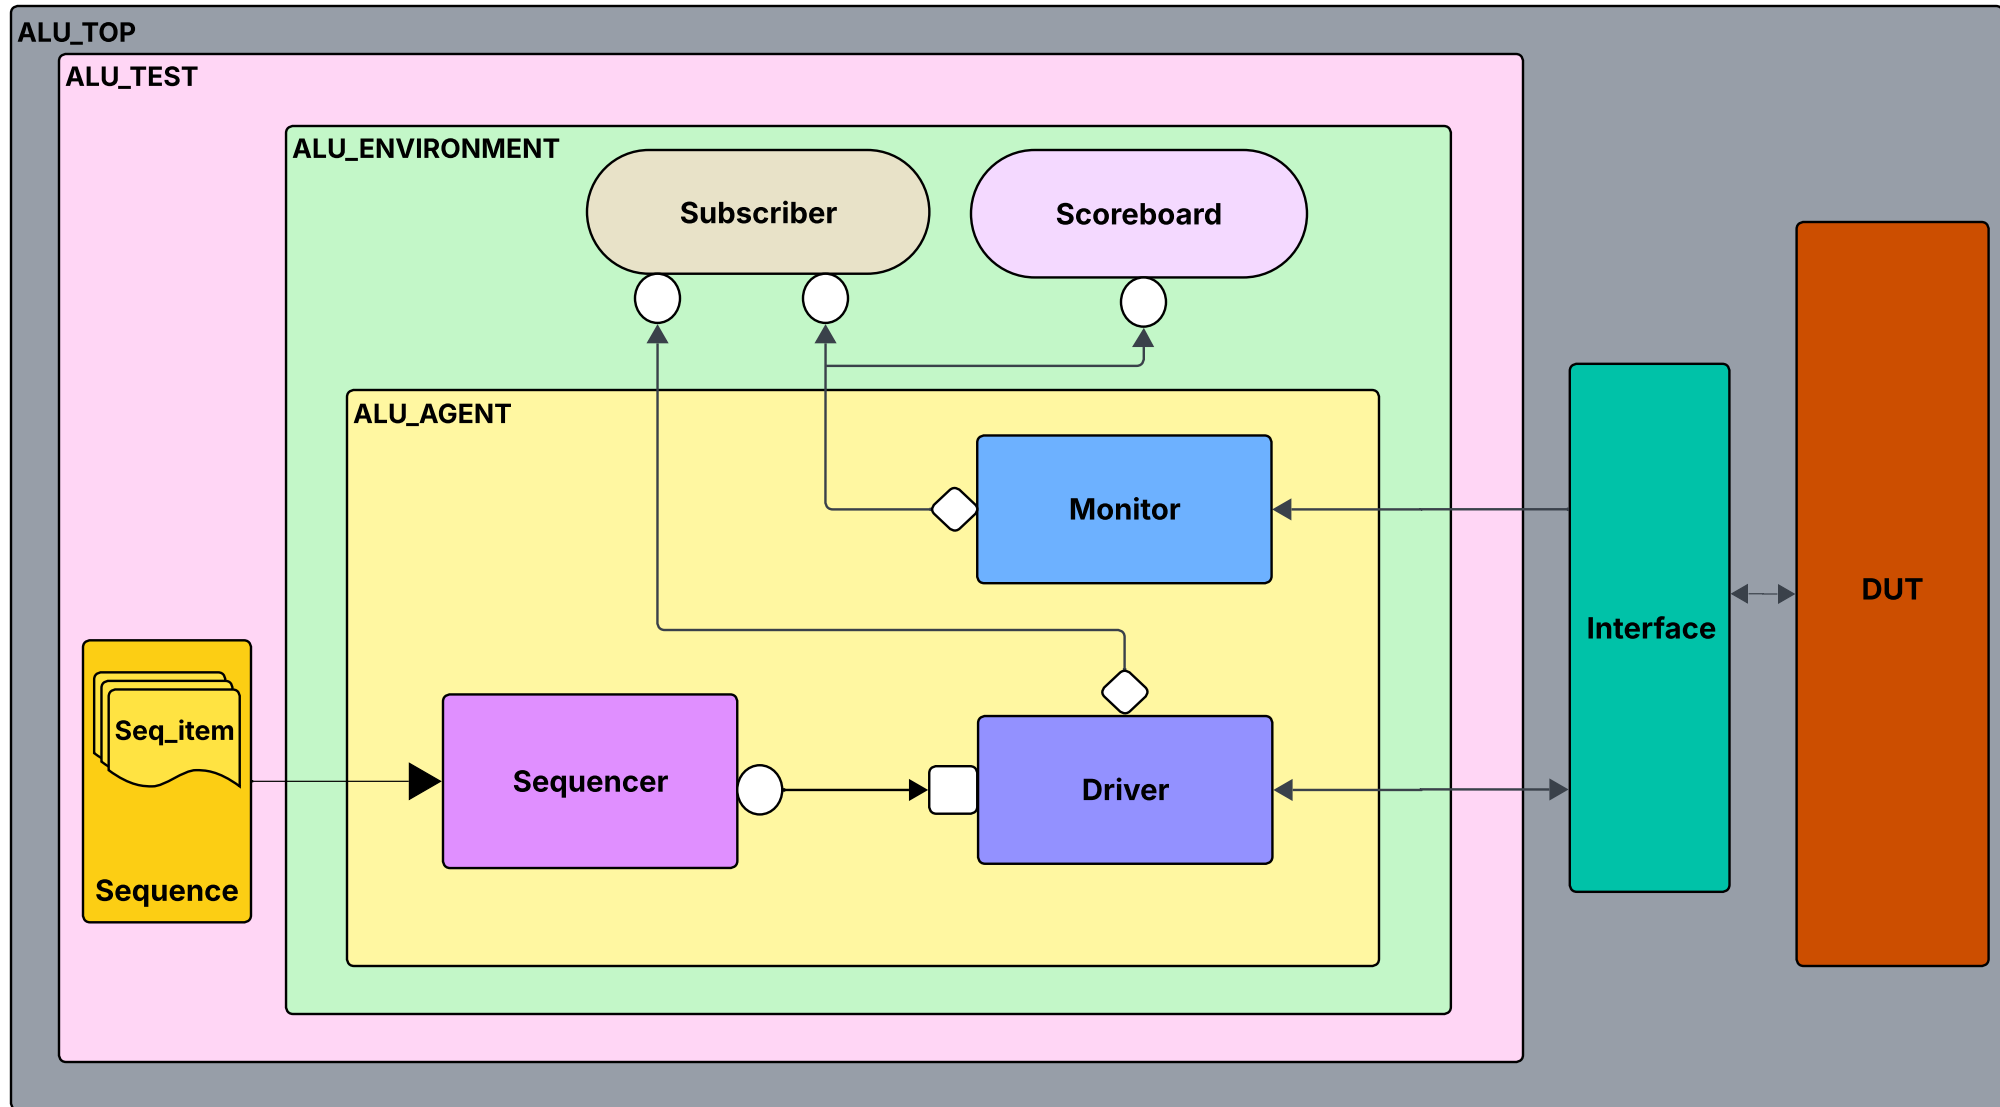 ALU_TOP
ALU_TEST
ALU_ENVIRONMENT
Subscriber
Scoreboard
ALU_AGENT
Monitor
DUT
Interface
Seq_item
Sequencer
Driver
Sequence